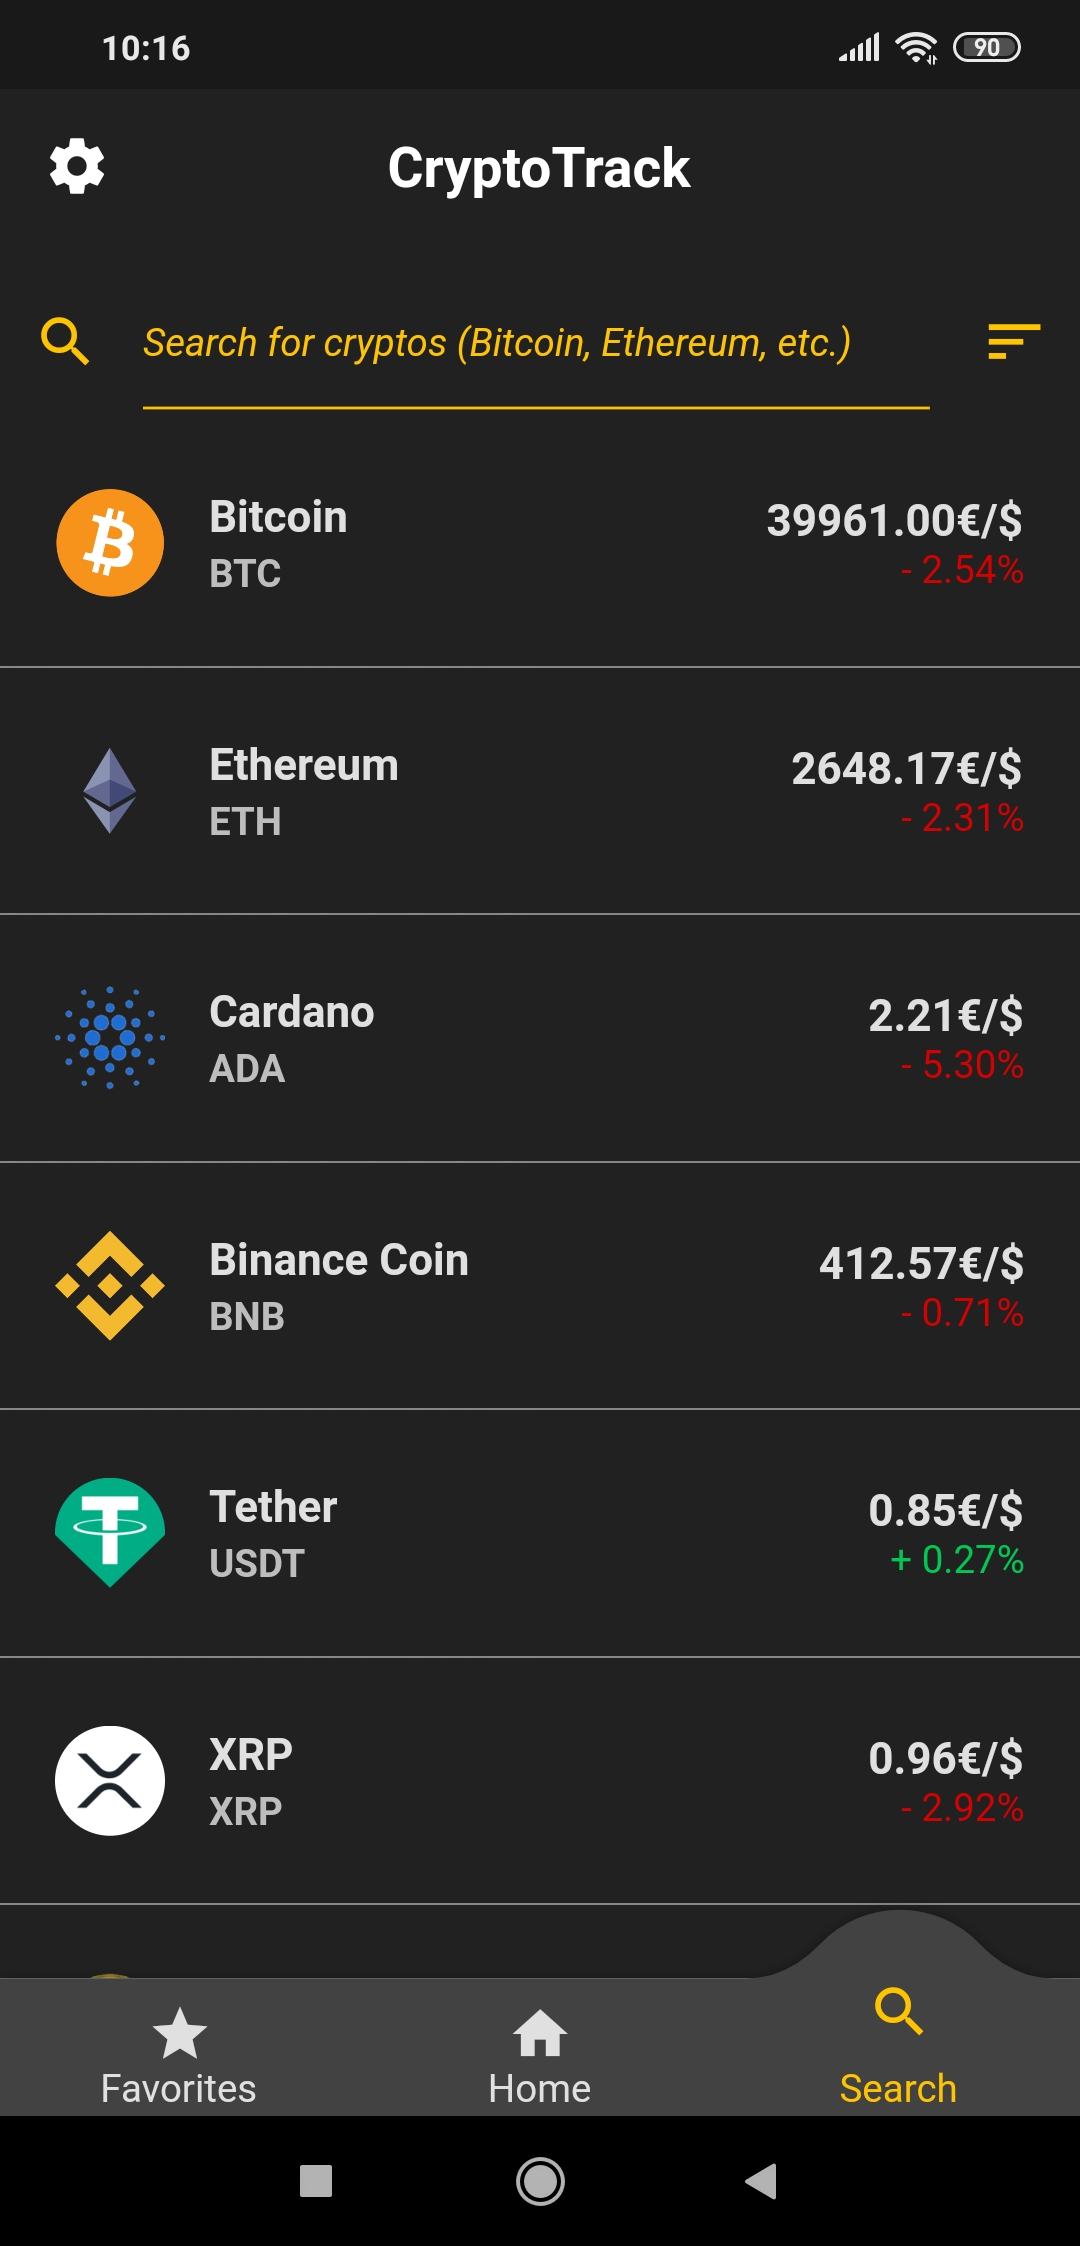 10:16
90
CryptoTrack
Search for cryptos (Bitcoin, Ethereum, etc.)
Bitcoin
39961.00€/$
BTC
- 2.54%
Ethereum
2648.17€/$
ETH
- 2.31%
Cardano
2.21€/$
ADA
- 5.30%
Binance Coin
412.57€/$
BNB
- 0.71%
Tether
0.85€/$
USDT
+ 0.27%
XRP
0.96€/$
XRP
- 2.92%
Favorites
Home
Search